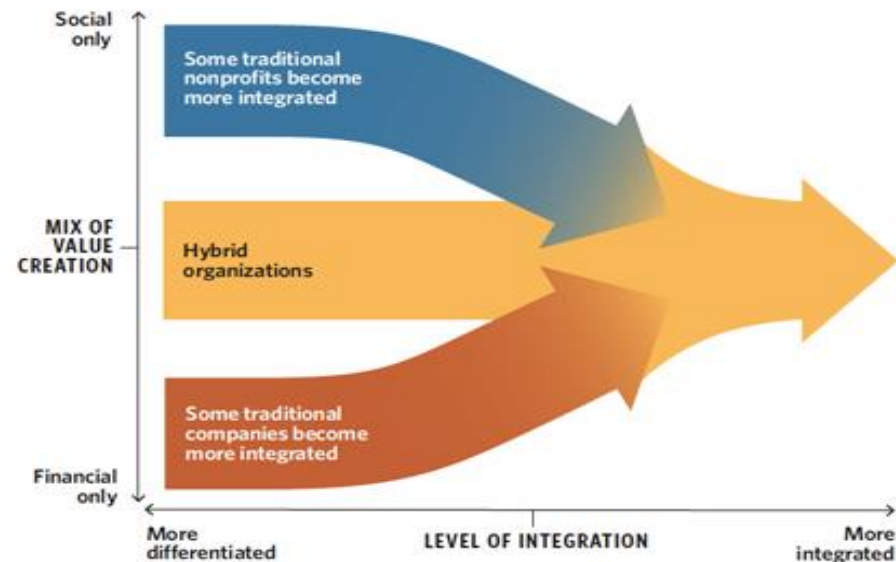 Social
only
Some traditional
nonprofits become
more integrated
MIX OF
VALUE
CREATION
Hybrid
organizations
Some traditional
companies become
more integrated
Financial
only
More
differentiated
LEVEL OF INTEGRATION
More
integrated